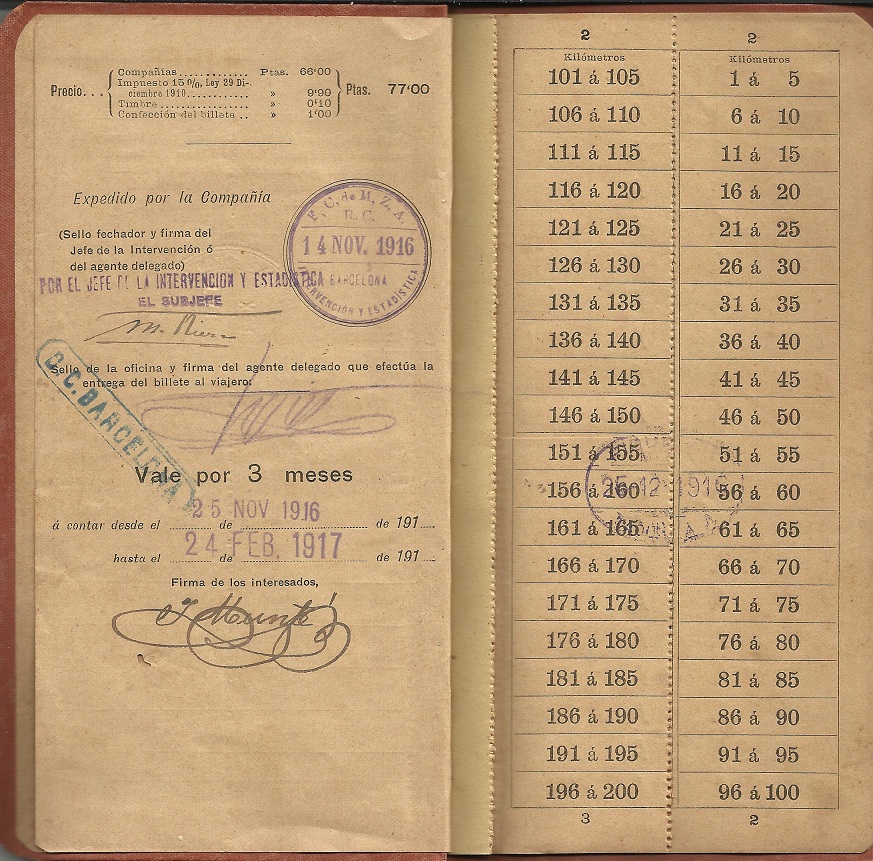 Precio. . .
Compañías............. Ptas. 66'00
Impuesto 15 %, Ley 29 Di-
ciembre 1910............ » 9'90
Timbre................ » 0'10
Confección del billete .. » 1'00
Ptas. 77'00
Expedido por la Compañía
(Sello fechador y firma del
Jefe de la Intervención ó
del agente delegado)
F. C. de M. Z. A.
R. C.
14 NOV. 1916
BARCELONA
INTERVENCION Y ESTADÍSTICA
POR EL JEFE DE LA INTERVENCION Y ESTADÍSTICA
EL SUBJEFE
M. Riera
Sello de la oficina y firma del agente delegado que efectúa la
entrega del billete al viajero:
D. C. BARCELONA
Vale por 3 meses
á contar desde el 25 de NOV 1916 de 191
hasta el 24 de FEB. 1917 de 191
Firma de los interesados,
2
Kilómetros
101 á 105
106 á 110
111 á 115
116 á 120
121 á 125
126 á 130
131 á 135
136 á 140
141 á 145
146 á 150
151 á 155
156 á 160
161 á 165
166 á 170
171 á 175
176 á 180
181 á 185
186 á 190
191 á 195
196 á 200
3
2
Kilómetros
1 á 5
6 á 10
11 á 15
16 á 20
21 á 25
26 á 30
31 á 35
36 á 40
41 á 45
46 á 50
51 á 55
56 á 60
61 á 65
66 á 70
71 á 75
76 á 80
81 á 85
86 á 90
91 á 95
96 á 100
2